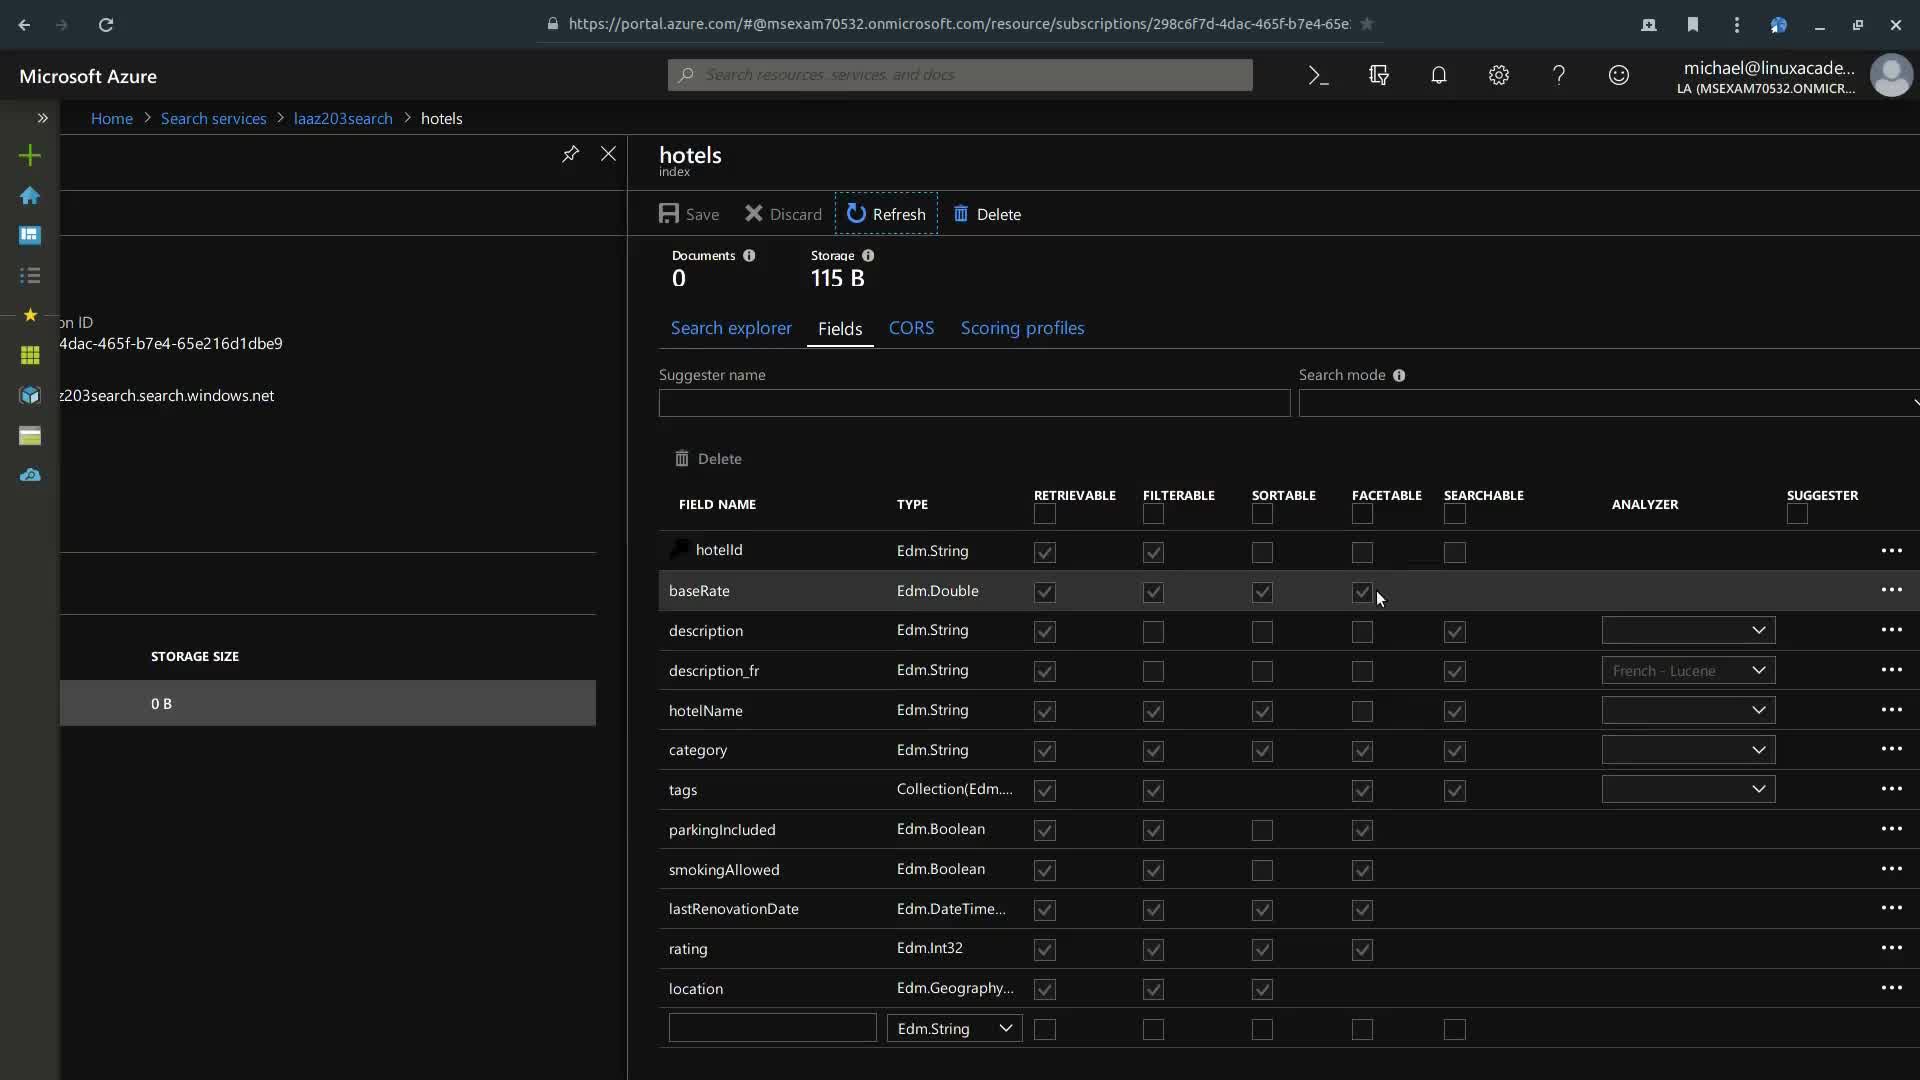 https://portal.azure.com/#@msexam70532.onmicrosoft.com/resource/subscriptions/298c6f7d-4dac-465f-b7e4-65e
Microsoft Azure
Search resources, services, and docs
michael@linuxacade...
LA (MSEXAM70532.ONMICR...
Home > Search services > laaz203search > hotels
hotels
index
Save Discard Refresh Delete
Documents Storage
0 115 B
on ID
4dac-465f-b7e4-65e216d1dbe9
z203search.search.windows.net
STORAGE SIZE
0 B
Search explorer Fields CORS Scoring profiles
Suggester name Search mode
Delete
FIELD NAME TYPE RETRIEVABLE FILTERABLE SORTABLE FACETABLE SEARCHABLE ANALYZER SUGGESTER
hotelId Edm.String
baseRate Edm.Double
description Edm.String
description_fr Edm.String French - Lucene
hotelName Edm.String
category Edm.String
tags Collection(Edm....
parkingIncluded Edm.Boolean
smokingAllowed Edm.Boolean
lastRenovationDate Edm.DateTime...
rating Edm.Int32
location Edm.Geography...
Edm.String